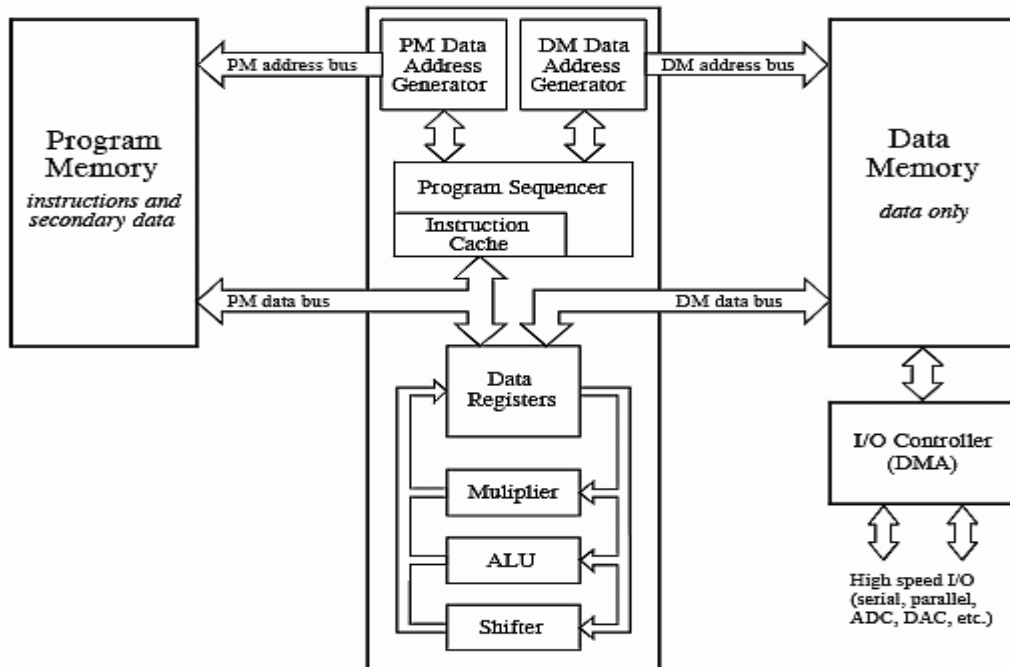 PM Data
Address
Generator
DM Data
Address
Generator
PM address bus
DM address bus
Program
Memory
instructions and
secondary data
Program Sequencer
Instruction
Cache
Data
Memory
data only
PM data bus
DM data bus
Data
Registers
Muliplier
ALU
Shifter
I/O Controller
(DMA)
High speed I/O
(serial, parallel,
ADC, DAC, etc.)